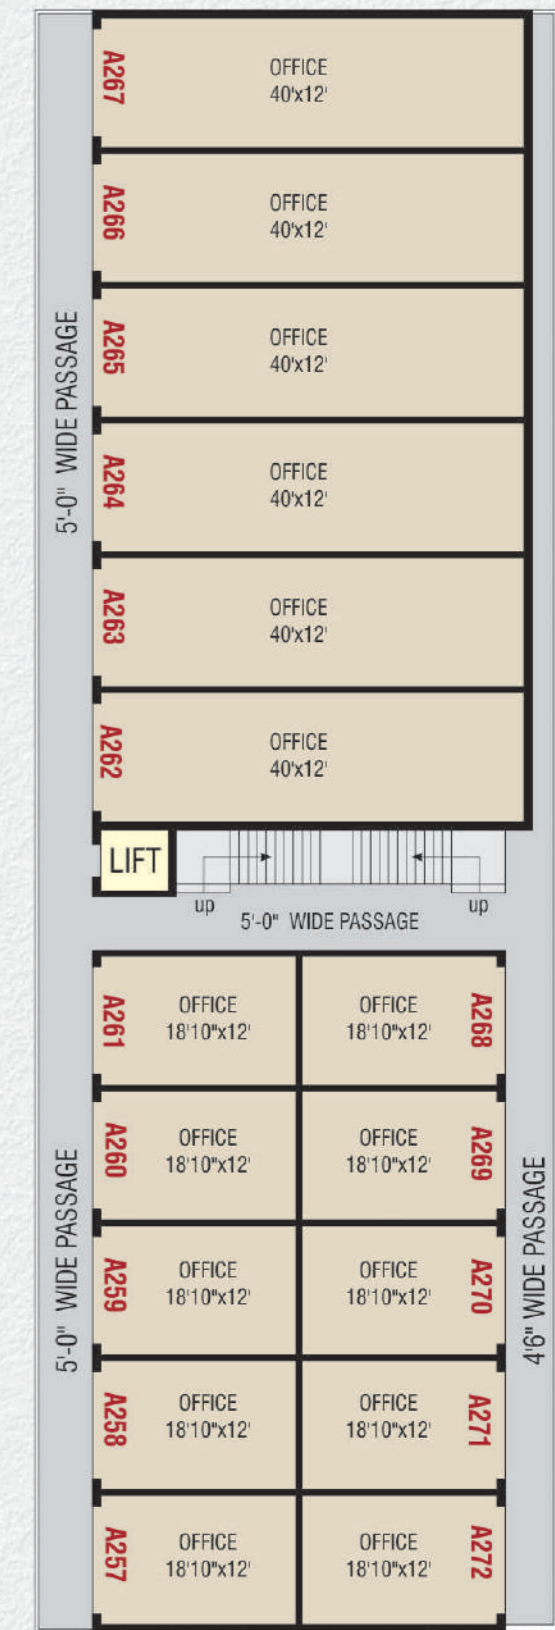 A267
OFFICE
40'x12'
A266
OFFICE
40'x12'
A265
OFFICE
40'x12'
5'-0" WIDE PASSAGE
A264
OFFICE
40'x12'
A263
OFFICE
40'x12'
A262
OFFICE
40'x12'
LIFT
up
up
5'-0" WIDE PASSAGE
A261
OFFICE
18'10"x12'
OFFICE
18'10"x12'
A268
A260
OFFICE
18'10"x12'
OFFICE
18'10"x12'
A269
5'-0" WIDE PASSAGE
4'6" WIDE PASSAGE
A259
OFFICE
18'10"x12'
OFFICE
18'10"x12'
A270
A258
OFFICE
18'10"x12'
OFFICE
18'10"x12'
A271
A257
OFFICE
18'10"x12'
OFFICE
18'10"x12'
A272